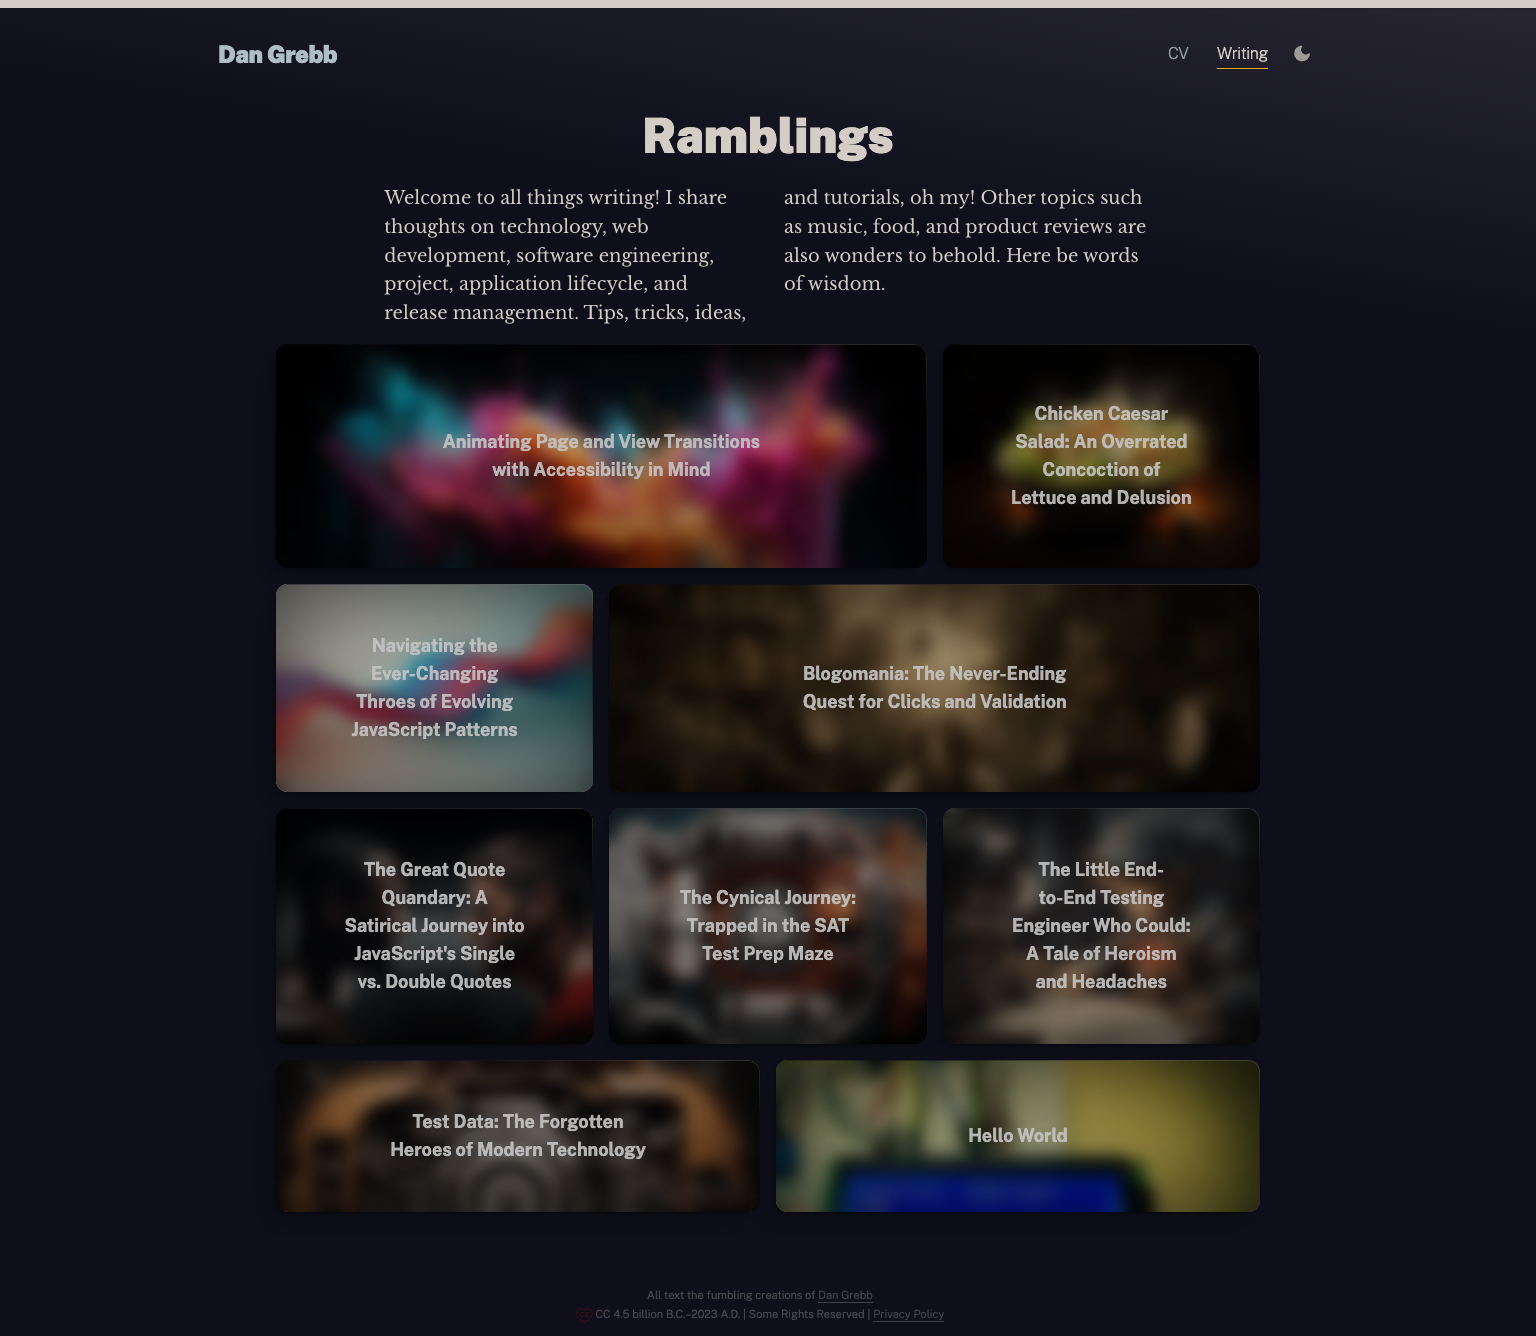 Dan Grebb
CV
Writing
Ramblings
Welcome to all things writing! I share
thoughts on technology, web
development, software engineering,
project, application lifecycle, and
release management. Tips, tricks, ideas,
and tutorials, oh my! Other topics such
as music, food, and product reviews are
also wonders to behold. Here be words
of wisdom.
Animating Page and View Transitions
with Accessibility in Mind
Chicken Caesar
Salad: An Overrated
Concoction of
Lettuce and Delusion
Navigating the
Ever-Changing
Throes of Evolving
JavaScript Patterns
Blogomania: The Never-Ending
Quest for Clicks and Validation
The Great Quote
Quandary: A
Satirical Journey into
JavaScript's Single
vs. Double Quotes
The Cynical Journey:
Trapped in the SAT
Test Prep Maze
The Little End-
to-End Testing
Engineer Who Could:
A Tale of Heroism
and Headaches
Test Data: The Forgotten
Heroes of Modern Technology
Hello World
All text the fumbling creations of Dan Grebb
CC 4.5 billion B.C.–2023 A.D. | Some Rights Reserved | Privacy Policy